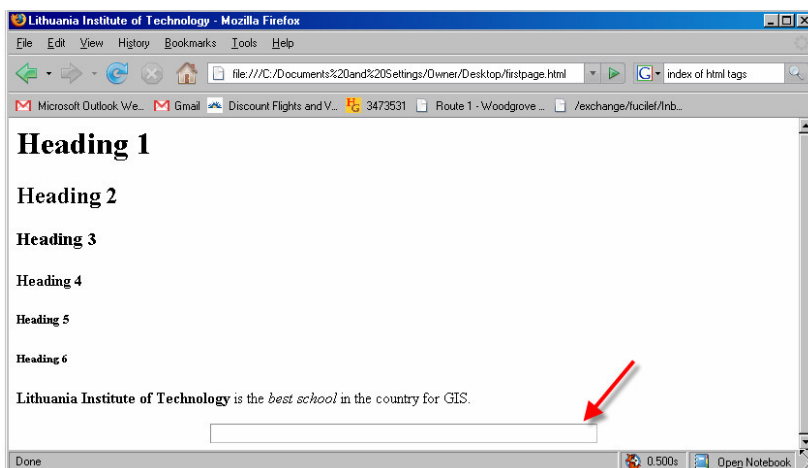 Lithuania Institute of Technology - Mozilla Firefox
File Edit View History Bookmarks Tools Help
file:///C:/Documents%20and%20Settings/Owner/Desktop/firstpage.html G index of html tags
Microsoft Outlook We... Gmail Discount Flights and V... HG 3473531 Route 1 - Woodgrove ... /exchange/fucilef/Inb...
Heading 1
Heading 2
Heading 3
Heading 4
Heading 5
Heading 6
Lithuania Institute of Technology is the best school in the country for GIS.
Done 0.500s Open Notebook